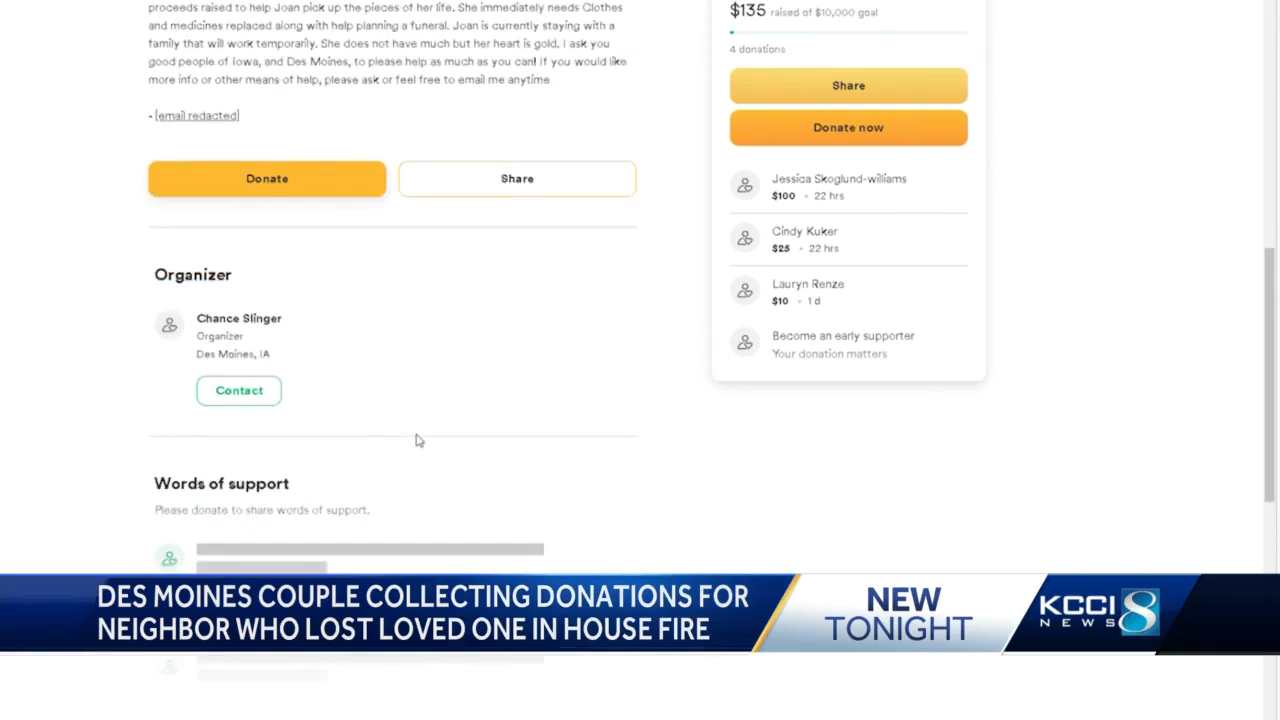 proceeds raised to help Joan pick up the pieces of her life. She immediately needs Clothes
and medicines replaced along with help planning a funeral. Joan is currently staying with a
family that will work temporarily. She does not have much but her heart is gold. I ask you
good people of Iowa, and Des Moines, to please help as much as you can! If you would like
more info or other means of help, please ask or feel free to email me anytime
- [email redacted]
Donate
Share
Organizer
Chance Slinger
Organizer
Des Moines, IA
Contact
Words of support
Please donate to share words of support.
$135 raised of $10,000 goal
4 donations
Share
Donate now
Jessica Skoglund-williams
$100 • 22 hrs
Cindy Kuker
$25 • 22 hrs
Lauryn Renze
$10 • 1 d
Become an early supporter
Your donation matters
DES MOINES COUPLE COLLECTING DONATIONS FOR
NEIGHBOR WHO LOST LOVED ONE IN HOUSE FIRE
NEW
TONIGHT
KCCI 8
NEWS